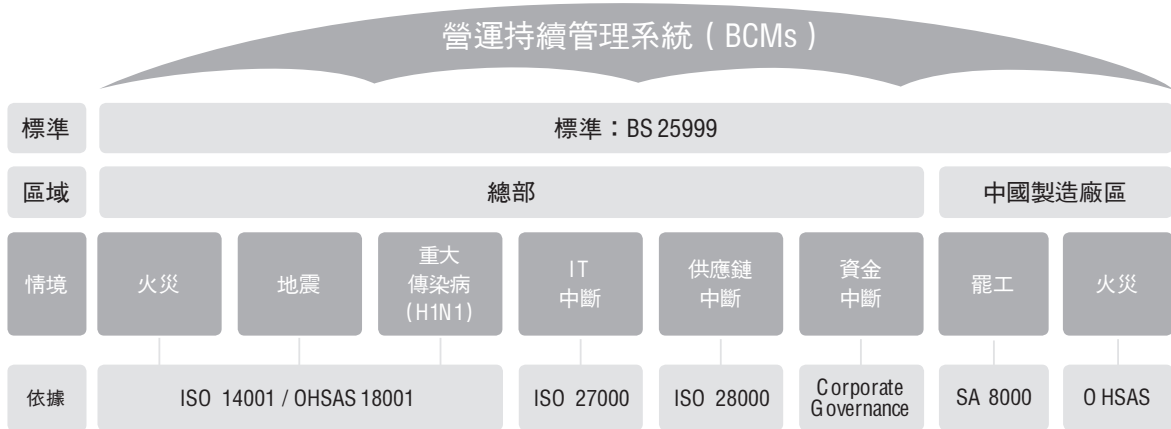 營運持續管理系統（BCMs）
標準
標準：BS 25999
區域
總部
中國製造廠區
情境
火災
地震
重大
傳染病
(H1N1)
IT
中斷
供應鏈
中斷
資金
中斷
罷工
火災
依據
ISO 14001 / OHSAS 18001
ISO 27000
ISO 28000
Corporate
Governance
SA 8000
OHSAS